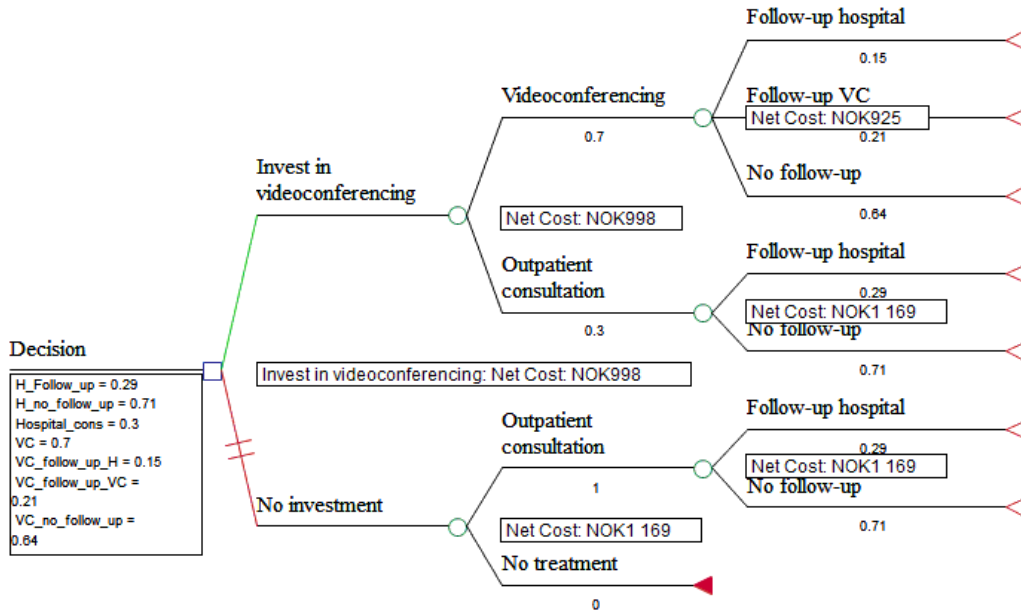 Follow-up hospital
0.15
Videoconferencing
0.7
Follow-up VC
Net Cost: NOK925
0.21
No follow-up
0.64
Invest in
videoconferencing
Net Cost: NOK998
Outpatient
consultation
0.3
Follow-up hospital
0.29
Net Cost: NOK1 169
No follow-up
0.71
Decision
H_Follow_up = 0.29
H_no_follow_up = 0.71
Hospital_cons = 0.3
VC = 0.7
VC_follow_up_H = 0.15
VC_follow_up_VC =
0.21
VC_no_follow_up =
0.64
Invest in videoconferencing: Net Cost: NOK998
No investment
Outpatient
consultation
1
Net Cost: NOK1 169
No treatment
0
Follow-up hospital
0.29
Net Cost: NOK1 169
No follow-up
0.71